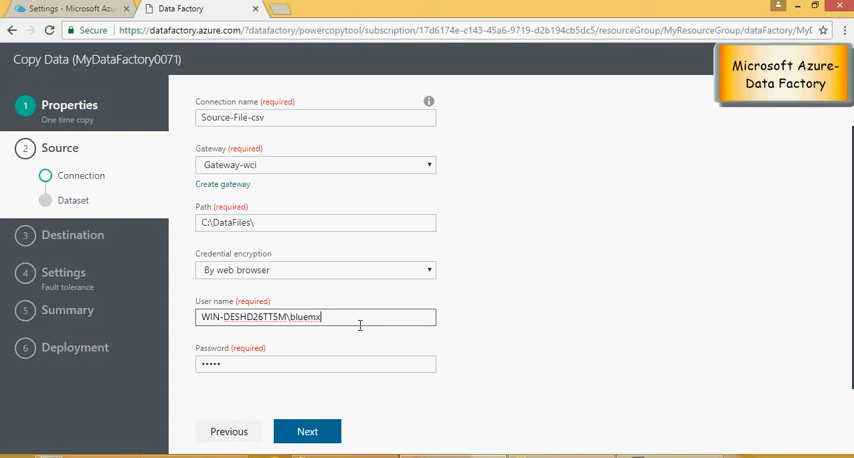 Settings - Microsoft Azu
Data Factory
Secure
https://datafactory.azure.com/?datafactory/powercopytool/subscription/17d6174e-c143-45a6-9719-d2b194cb5dc5/resourceGroup/MyResourceGroup/dataFactory/MyD
Copy Data (MyDataFactory0071)
Microsoft Azure-
Data Factory
1 Properties
One time copy
2 Source
Connection
Dataset
3 Destination
4 Settings
Fault tolerance
5 Summary
6 Deployment
Connection name (required)
Source-File-csv
Gateway (required)
Gateway-wci
Create gateway
Path (required)
C:\DataFiles\
Credential encryption
By web browser
User name (required)
WIN-DESHD26TT5M\bluemx
Password (required)
•••••
Previous
Next